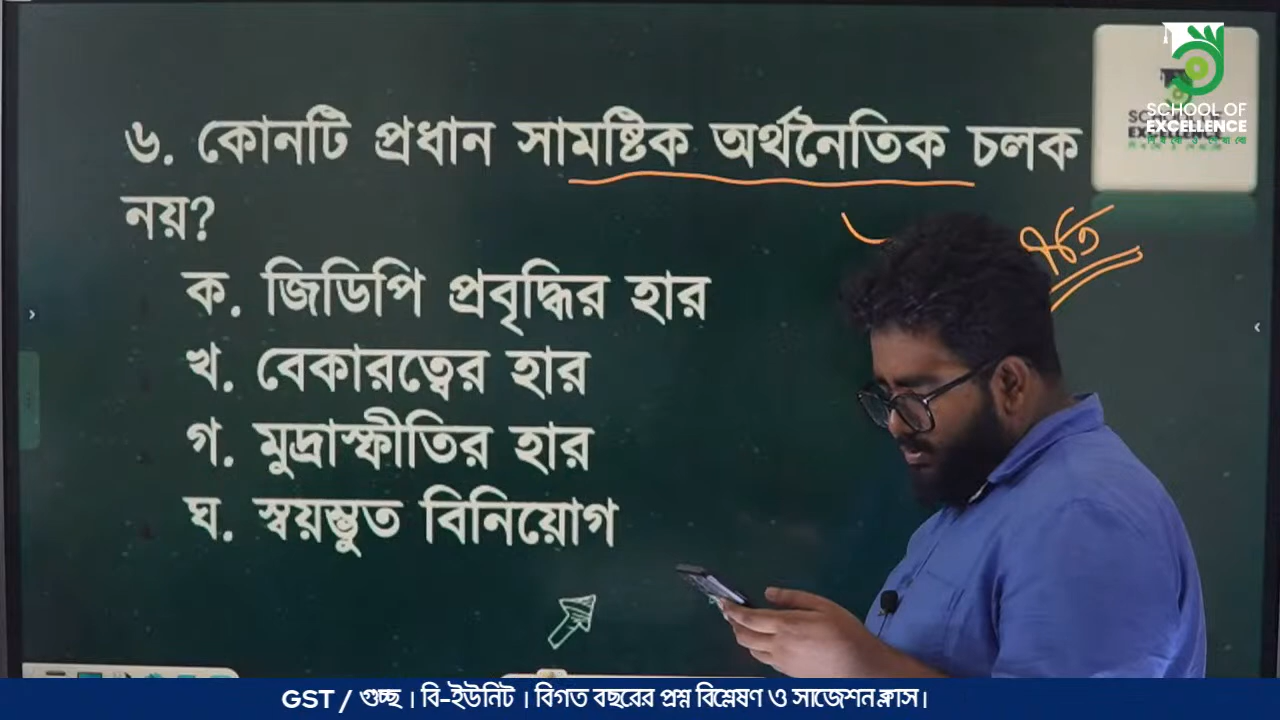 ৬. কোনটি প্রধান সামষ্টিক অর্থনৈতিক চলক
নয়?
ক. জিডিপি প্রবৃদ্ধির হার
খ. বেকারত্বের হার
গ. মুদ্রাস্ফীতির হার
ঘ. স্বয়ম্ভুত বিনিয়োগ
SCHOOL OF
EXCELLENCE
GST / গুচ্ছ । বি-ইউনিট । বিগত বছরের প্রশ্ন বিশ্লেষণ ও সাজেশন ক্লাস।